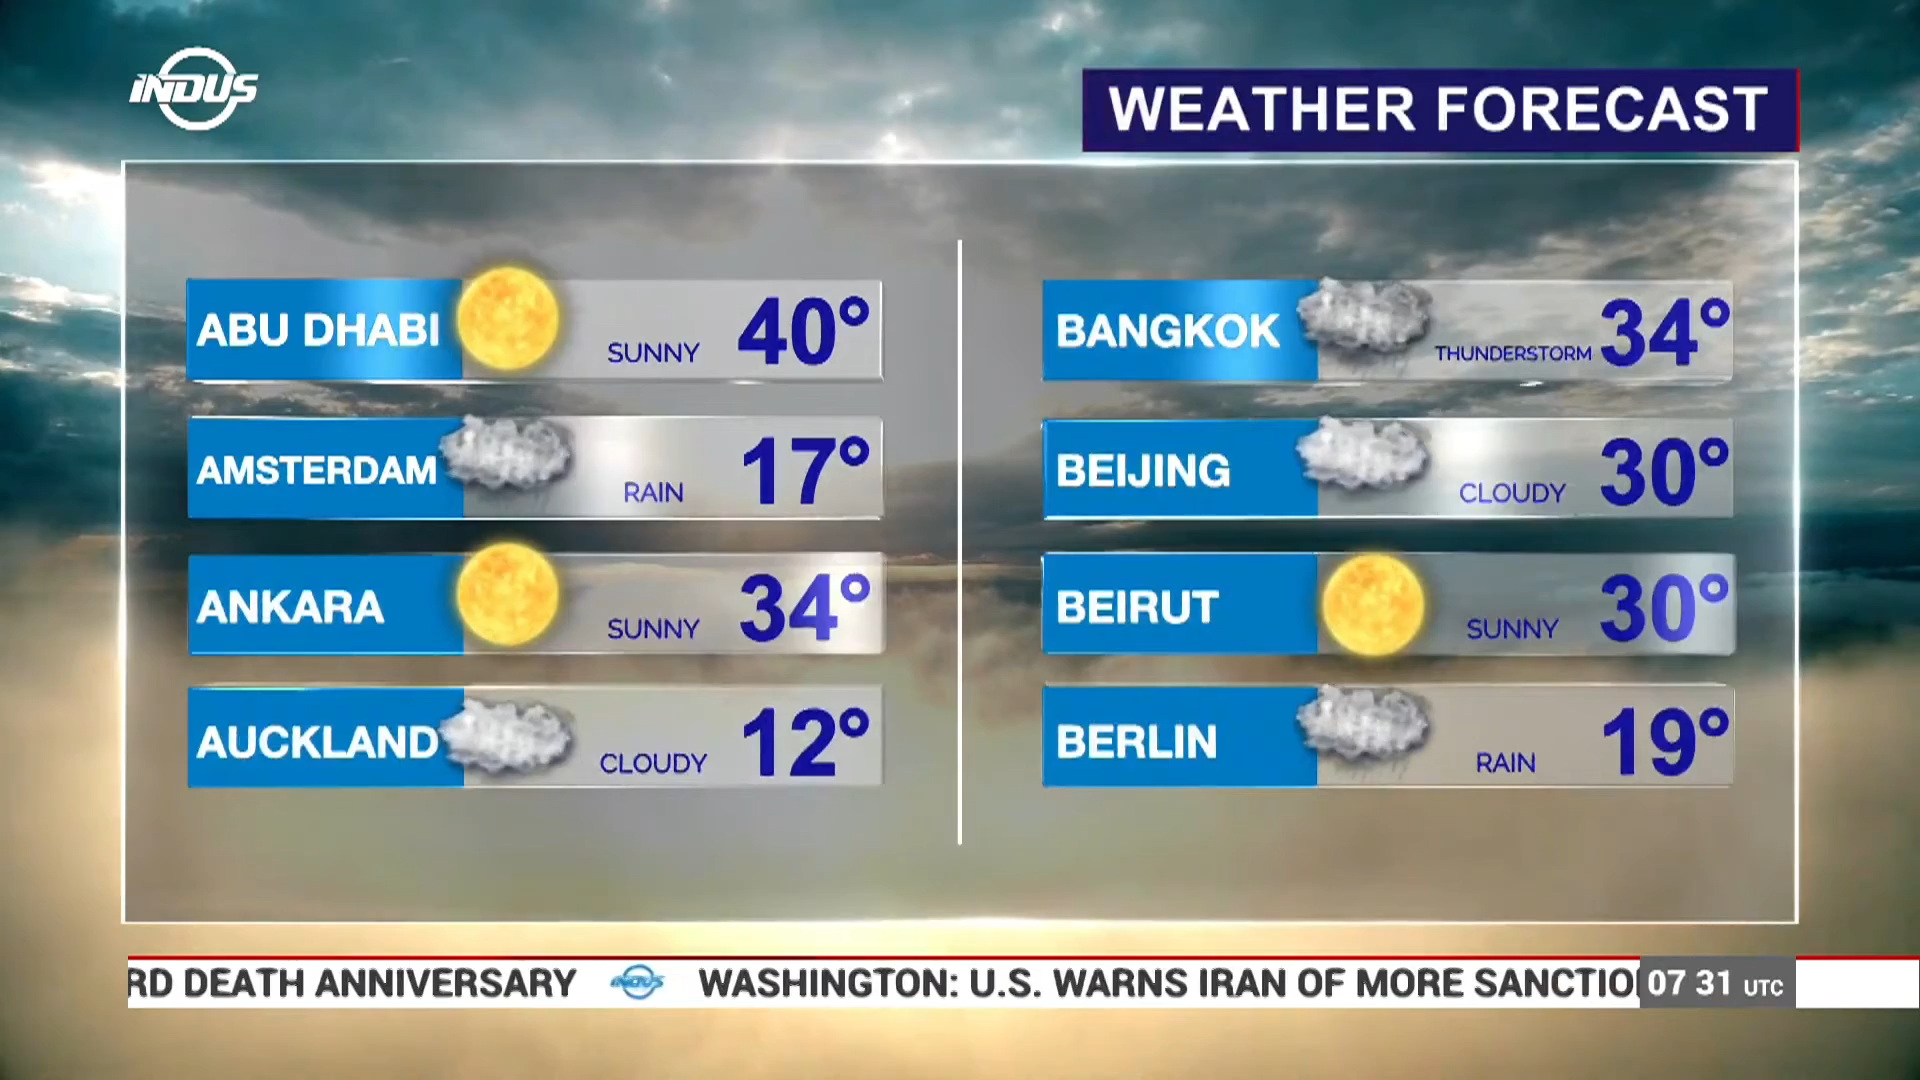 INDUS
WEATHER FORECAST
ABU DHABI SUNNY 40°
AMSTERDAM RAIN 17°
ANKARA SUNNY 34°
AUCKLAND CLOUDY 12°
BANGKOK THUNDERSTORM 34°
BEIJING CLOUDY 30°
BEIRUT SUNNY 30°
BERLIN RAIN 19°
RD DEATH ANNIVERSARY INDUS WASHINGTON: U.S. WARNS IRAN OF MORE SANCTIO 07 31 UTC